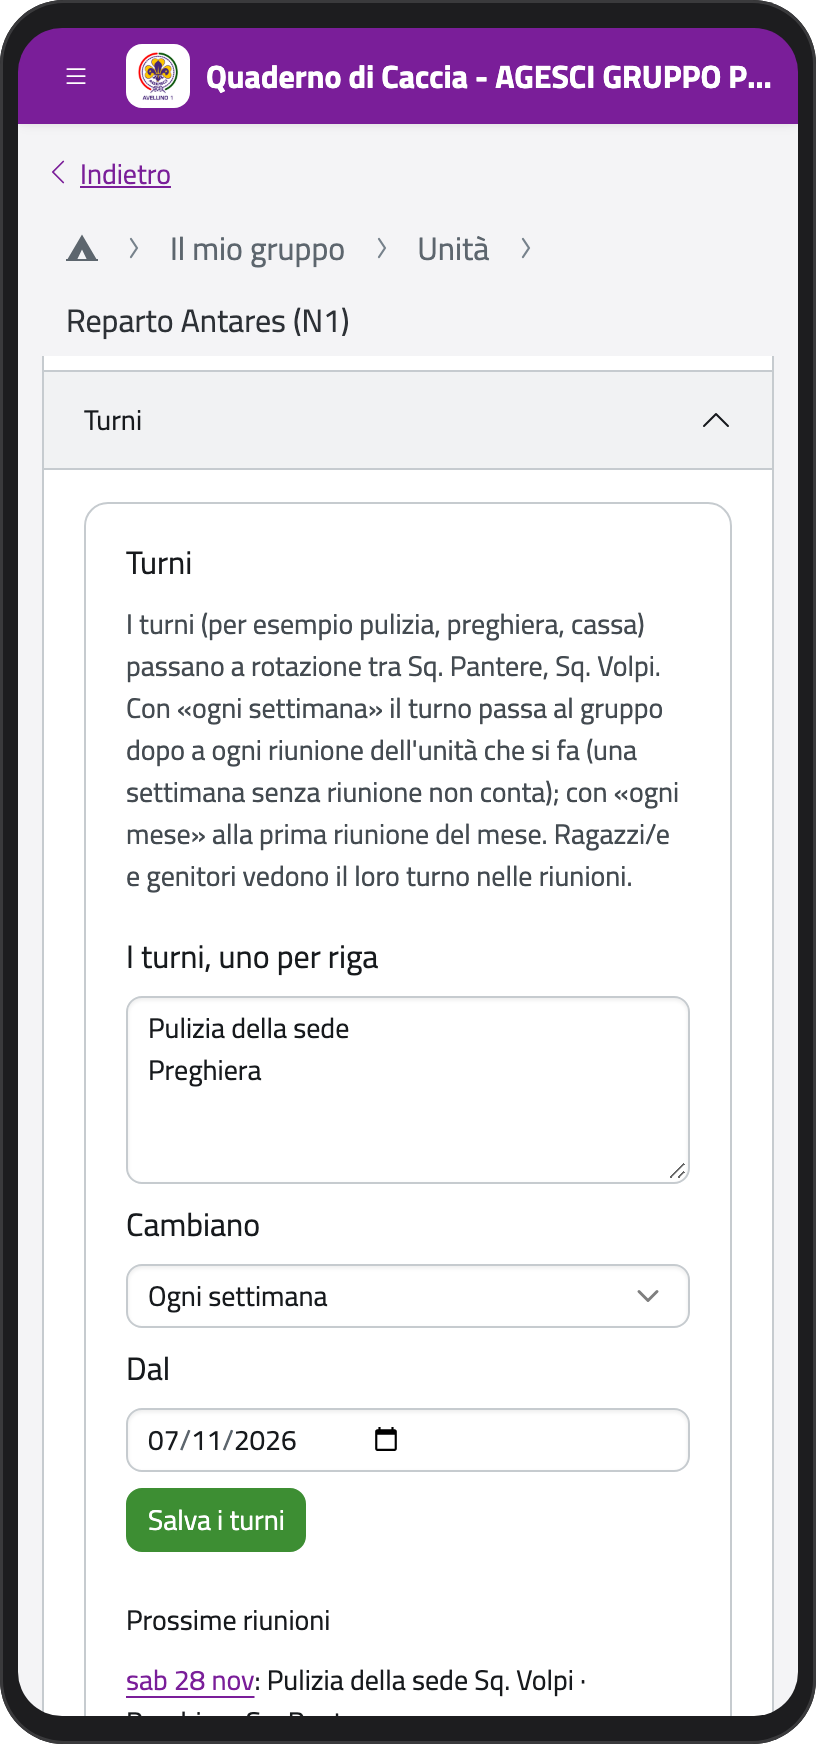 AVELLINO 1
Quaderno di Caccia - AGESCI GRUPPO P...
Indietro
Il mio gruppo
Unità
Reparto Antares (N1)
Turni
Turni
I turni (per esempio pulizia, preghiera, cassa)
passano a rotazione tra Sq. Pantere, Sq. Volpi.
Con «ogni settimana» il turno passa al gruppo
dopo a ogni riunione dell'unità che si fa (una
settimana senza riunione non conta); con «ogni
mese» alla prima riunione del mese. Ragazzi/e
e genitori vedono il loro turno nelle riunioni.
I turni, uno per riga
Pulizia della sede
Preghiera
Cambiano
Ogni settimana
Dal
07/11/2026
Salva i turni
Prossime riunioni
sab 28 nov: Pulizia della sede Sq. Volpi ·